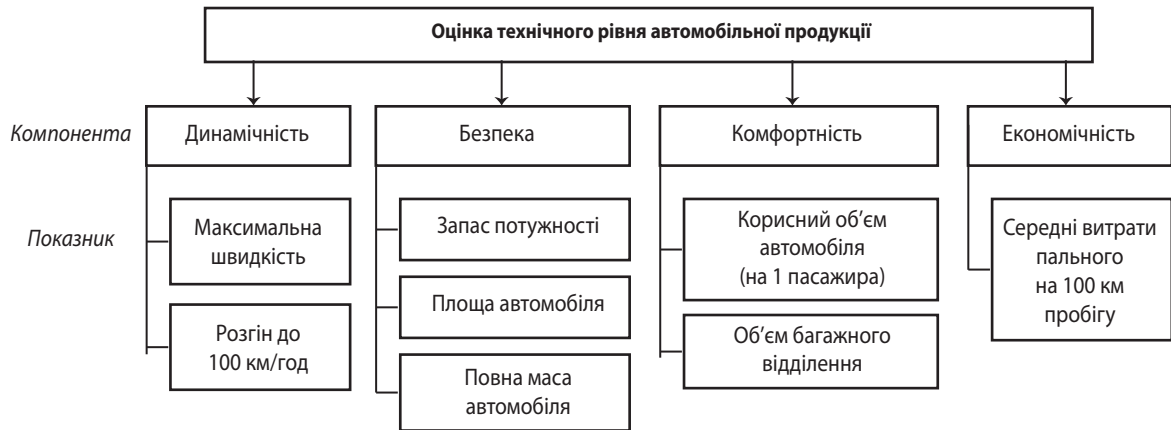 Оцінка технічного рівня автомобільної продукції
Компонента
Динамічність
Безпека
Комфортність
Економічність
Показник
Максимальна
швидкість
Розгін до
100 км/год
Запас потужності
Площа автомобіля
Повна маса
автомобіля
Корисний об’єм
автомобіля
(на 1 пасажира)
Об’єм багажного
відділення
Середні витрати
пального
на 100 км
пробігу